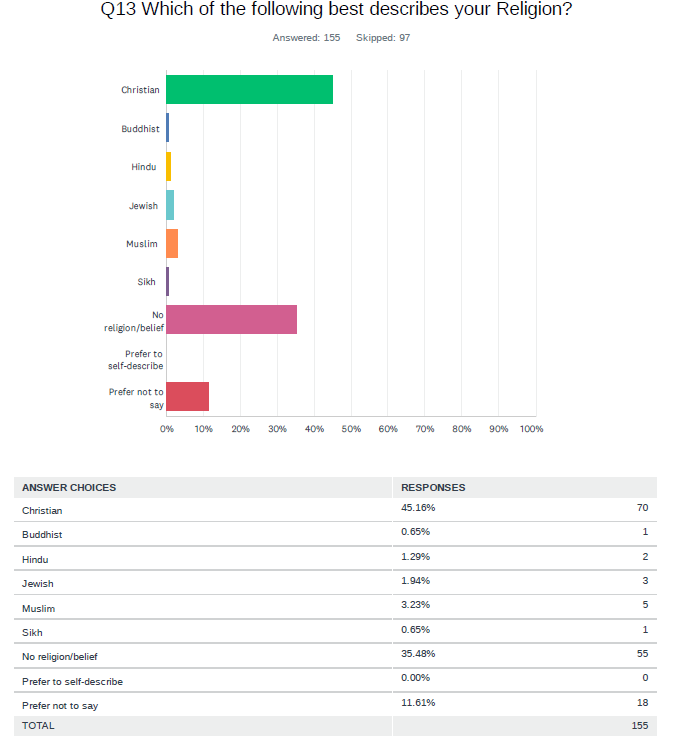 Q13 Which of the following best describes your Religion?
Answered: 155 Skipped: 97
Christian
Buddhist
Hindu
Jewish
Muslim
Sikh
No
religion/belief
Prefer to
self-describe
Prefer not to
say
0% 10% 20% 30% 40% 50% 60% 70% 80% 90% 100%
ANSWER CHOICES RESPONSES
Christian 45.16% 70
Buddhist 0.65% 1
Hindu 1.29% 2
Jewish 1.94% 3
Muslim 3.23% 5
Sikh 0.65% 1
No religion/belief 35.48% 55
Prefer to self-describe 0.00% 0
Prefer not to say 11.61% 18
TOTAL 155